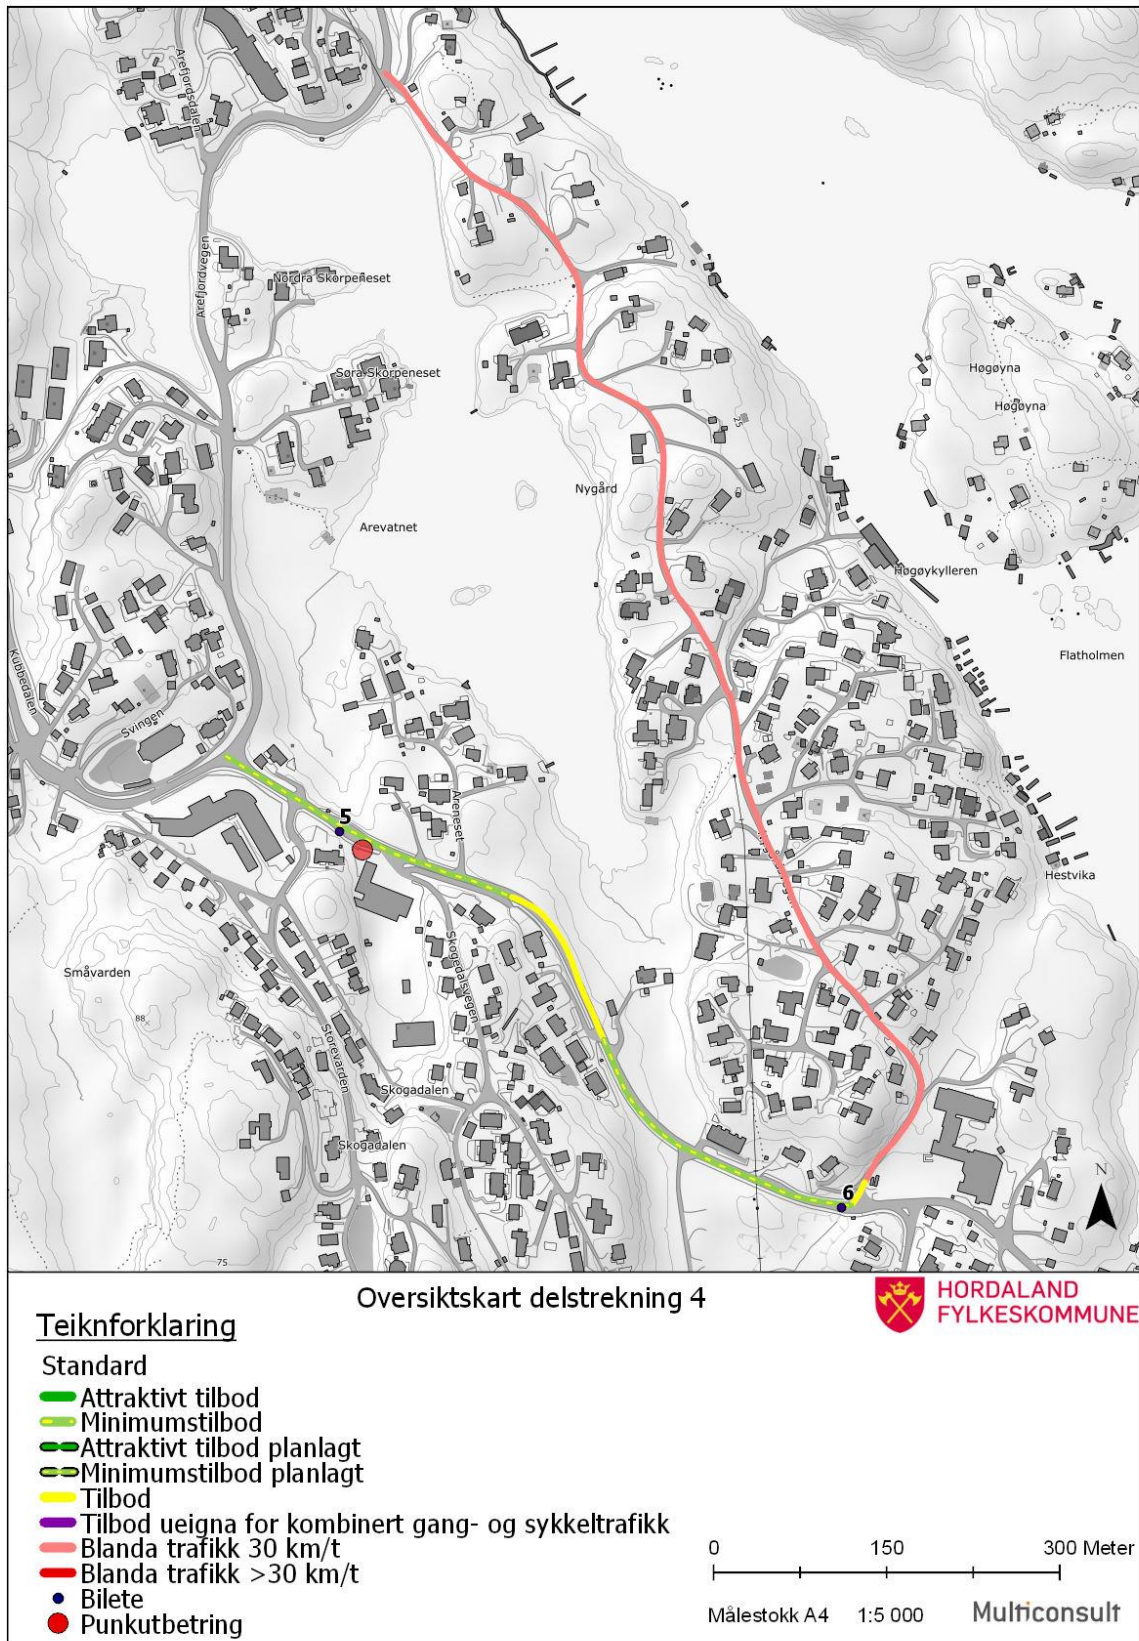 Arefjordsdalen
Arefjordvegen
Nordra Skorpeneset
Søra Skorpeneset
Høgøyna
Høgøyna
25
Nygård
Arevatnet
Høgøykylleren
Flatholmen
Kubbedalen
Svingen
5
Areneset
Hestvika
Småvarden
88
Skogedalsvegen
Storevarden
Skogadalen
Skogadalen
N
6
75
Oversiktskart delstrekning 4
HORDALAND
FYLKESKOMMUNE
Teiknforklaring
Standard
Attraktivt tilbod
Minimumstilbod
Attraktivt tilbod planlagt
Minimumstilbod planlagt
Tilbod
Tilbod ueigna for kombinert gang- og sykkeltrafikk
Blanda trafikk 30 km/t
Blanda trafikk >30 km/t
Bilete
Punkutbetring
0 150 300 Meter
Målestokk A4 1:5 000
Multiconsult